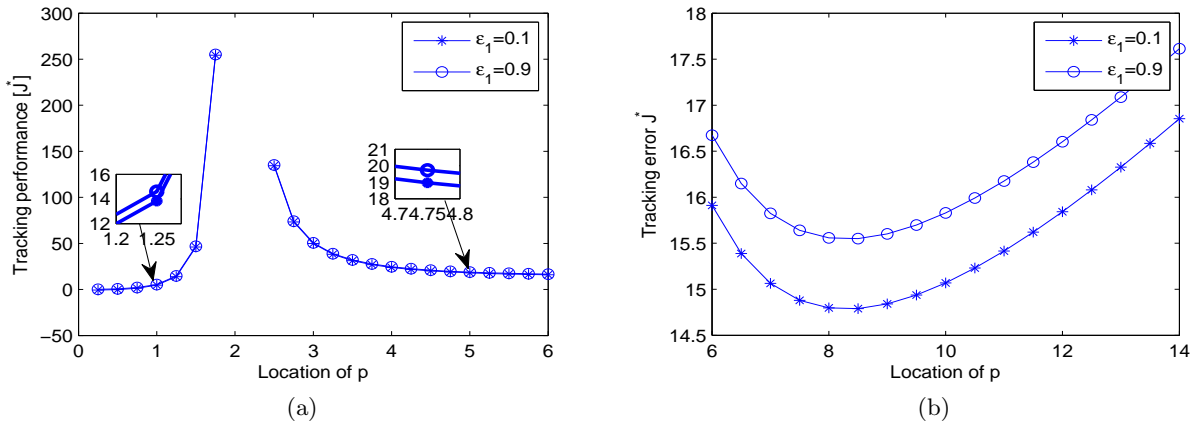 300
250
200
150
100
50
0
−50
Tracking performance [J*]
ε1=0.1
ε1=0.9
16
14
12
1.2 1.25
21
20
19
18
4.74 4.75 4.8
0 1 2 3 4 5 6
Location of p
(a)
18
17.5
17
16.5
16
15.5
15
14.5
Tracking error J*
ε1=0.1
ε1=0.9
6 8 10 12 14
Location of p
(b)